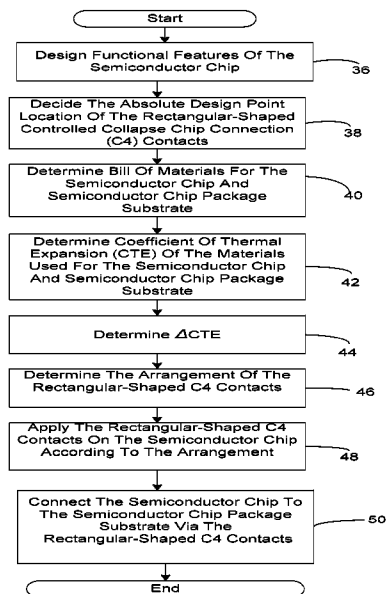 Start
Design Functional Features Of The
Semiconductor Chip
36
Decide The Absolute Design Point
Location Of The Rectangular-Shaped
Controlled Collapse Chip Connection
(C4) Contacts
38
Determine Bill Of Materials For The
Semiconductor Chip And
Semiconductor Chip Package
Substrate
40
Determine Coefficient Of Thermal
Expansion (CTE) Of The Materials
Used For The Semiconductor Chip
And Semiconductor Chip Package
Substrate
42
Determine ΔCTE
44
Determine The Arrangement Of The
Rectangular-Shaped C4 Contacts
46
Apply The Rectangular-Shaped C4
Contacts On The Semiconductor Chip
According To The Arrangement
48
Connect The Semiconductor Chip To
The Semiconductor Chip Package
Substrate Via The
Rectangular-Shaped C4 Contacts
50
End